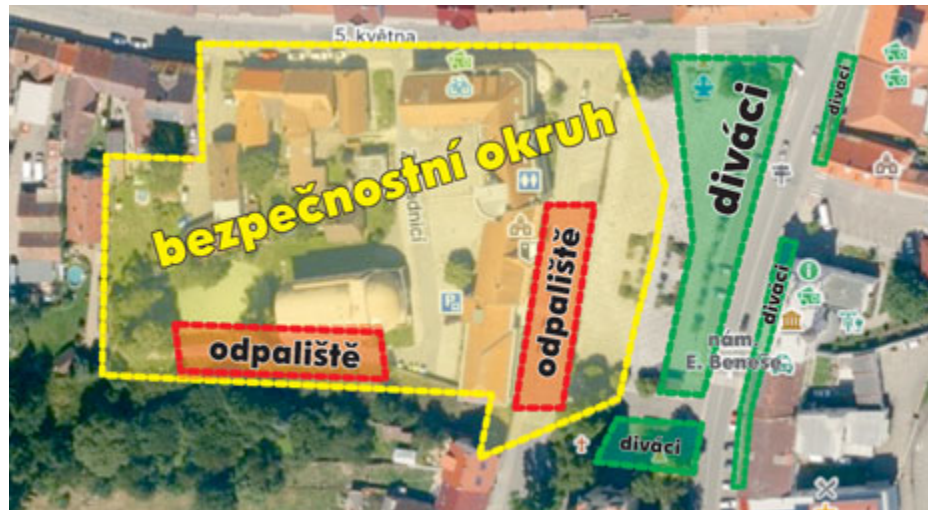 5. května
diváci
diváci
bezpečnostní okruh
odpaliště
diváci
odpaliště
nám.
E. Beneše
diváci